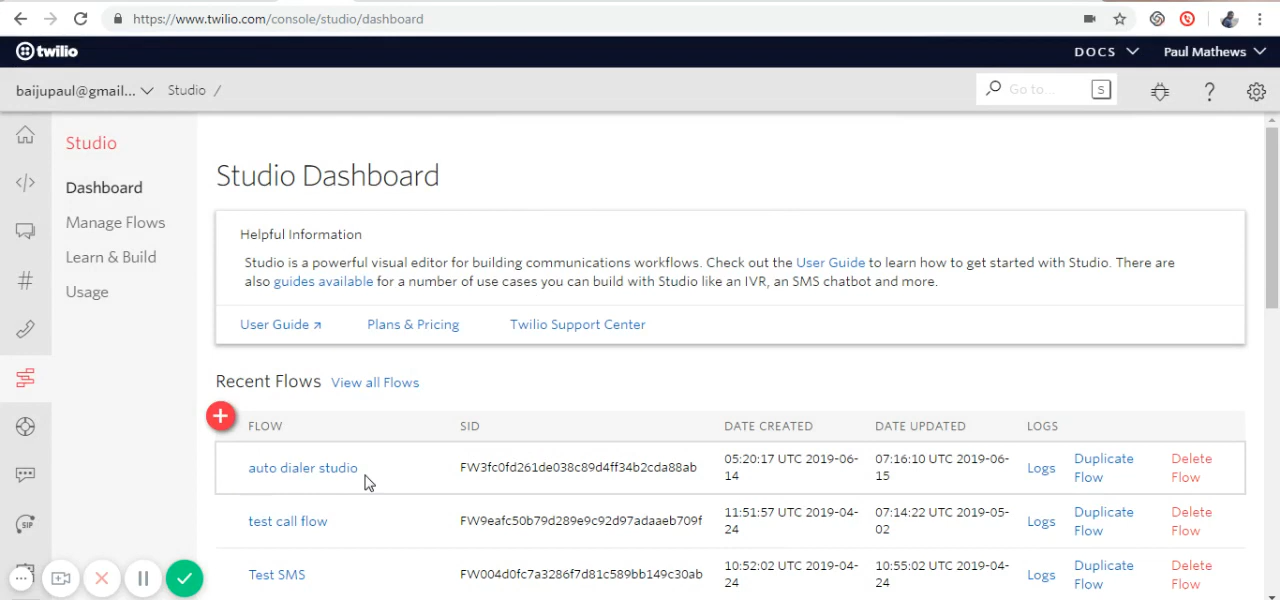 https://www.twilio.com/console/studio/dashboard
twilio
DOCS
Paul Mathews
baijupaul@gmail...
Studio /
Go to...
S
Studio
Dashboard
Manage Flows
Learn & Build
Usage
Studio Dashboard
Helpful Information
Studio is a powerful visual editor for building communications workflows. Check out the User Guide to learn how to get started with Studio. There are
also guides available for a number of use cases you can build with Studio like an IVR, an SMS chatbot and more.
User Guide ↗ Plans & Pricing Twilio Support Center
Recent Flows View all Flows
FLOW SID DATE CREATED DATE UPDATED LOGS
auto dialer studio FW3fc0fd261de038c89d4ff34b2cda88ab 05:20:17 UTC 2019-06- 07:16:10 UTC 2019-06- Logs Duplicate Delete
14 15 Flow Flow
test call flow FW9eafc50b79d289e9c92d97adaaeb709f 11:51:57 UTC 2019-04- 07:14:22 UTC 2019-05- Logs Duplicate Delete
24 02 Flow Flow
Test SMS FW004d0fc7a3286f7d81c589bb149c30ab 10:52:02 UTC 2019-04- 10:55:02 UTC 2019-04- Logs Duplicate Delete
24 24 Flow Flow
SIP